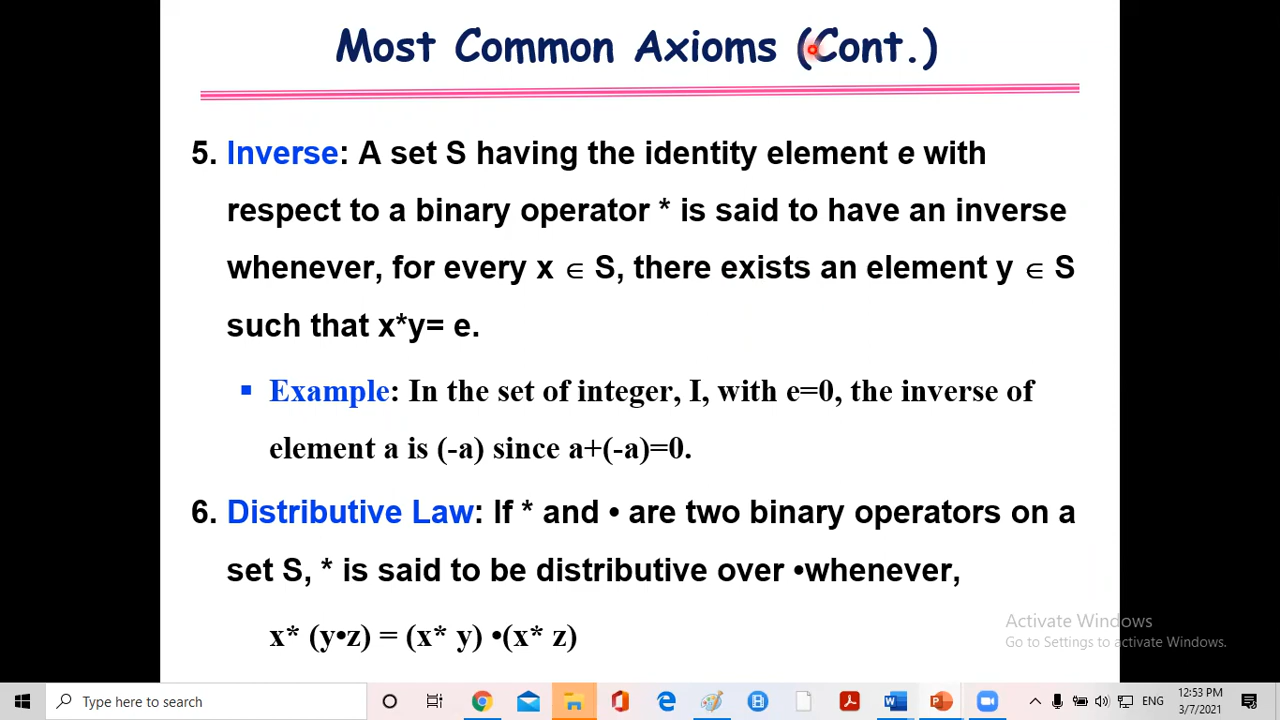 Most Common Axioms (Cont.)
5. Inverse: A set S having the identity element e with
respect to a binary operator * is said to have an inverse
whenever, for every x ∈ S, there exists an element y ∈ S
such that x*y= e.
▪ Example: In the set of integer, I, with e=0, the inverse of
element a is (-a) since a+(-a)=0.
6. Distributive Law: If * and • are two binary operators on a
set S, * is said to be distributive over •whenever,
x* (y•z) = (x* y) •(x* z)
Activate Windows
Go to Settings to activate Windows.
Type here to search
ENG
12:53 PM
3/7/2021